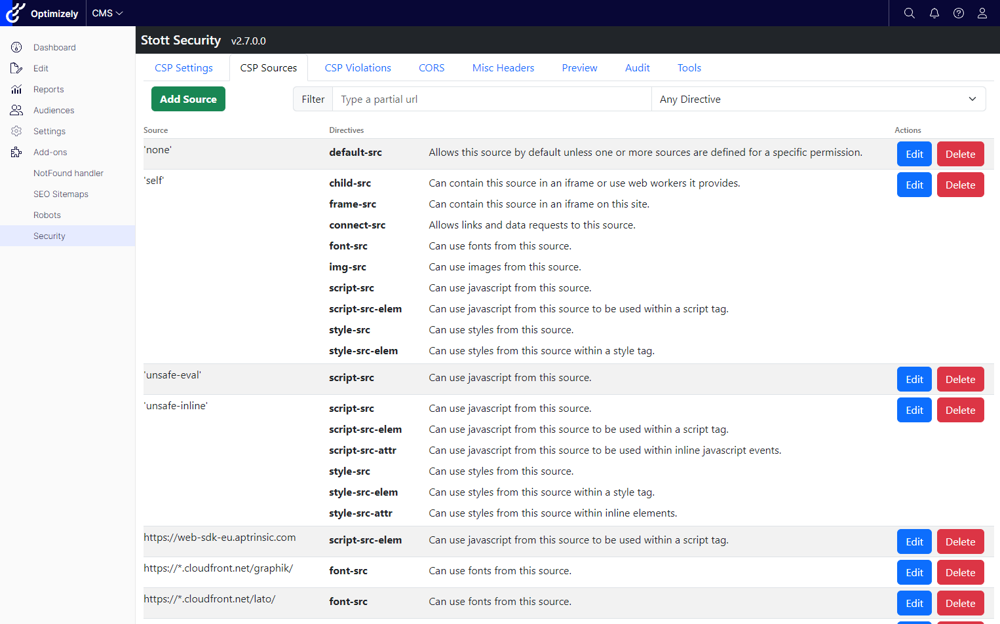 Optimizely CMS
Stott Security v2.7.0.0
Dashboard
Edit
Reports
Audiences
Settings
Add-ons
NotFound handler
SEO Sitemaps
Robots
Security
CSP Settings CSP Sources CSP Violations CORS Misc Headers Preview Audit Tools
Add Source Filter Type a partial url Any Directive
Source Directives Actions
'none' default-src Allows this source by default unless one or more sources are defined for a specific permission. Edit Delete
'self' child-src Can contain this source in an iframe or use web workers it provides. Edit Delete
frame-src Can contain this source in an iframe on this site.
connect-src Allows links and data requests to this source.
font-src Can use fonts from this source.
img-src Can use images from this source.
script-src Can use javascript from this source.
script-src-elem Can use javascript from this source to be used within a script tag.
style-src Can use styles from this source.
style-src-elem Can use styles from this source within a style tag.
'unsafe-eval' script-src Can use javascript from this source. Edit Delete
'unsafe-inline' script-src Can use javascript from this source. Edit Delete
script-src-elem Can use javascript from this source to be used within a script tag.
script-src-attr Can use javascript from this source to be used within inline javascript events.
style-src Can use styles from this source.
style-src-elem Can use styles from this source within a style tag.
style-src-attr Can use styles from this source within inline elements.
https://web-sdk-eu.aptrinsic.com script-src-elem Can use javascript from this source to be used within a script tag. Edit Delete
https://*.cloudfront.net/graphik/ font-src Can use fonts from this source. Edit Delete
https://*.cloudfront.net/lato/ font-src Can use fonts from this source. Edit Delete